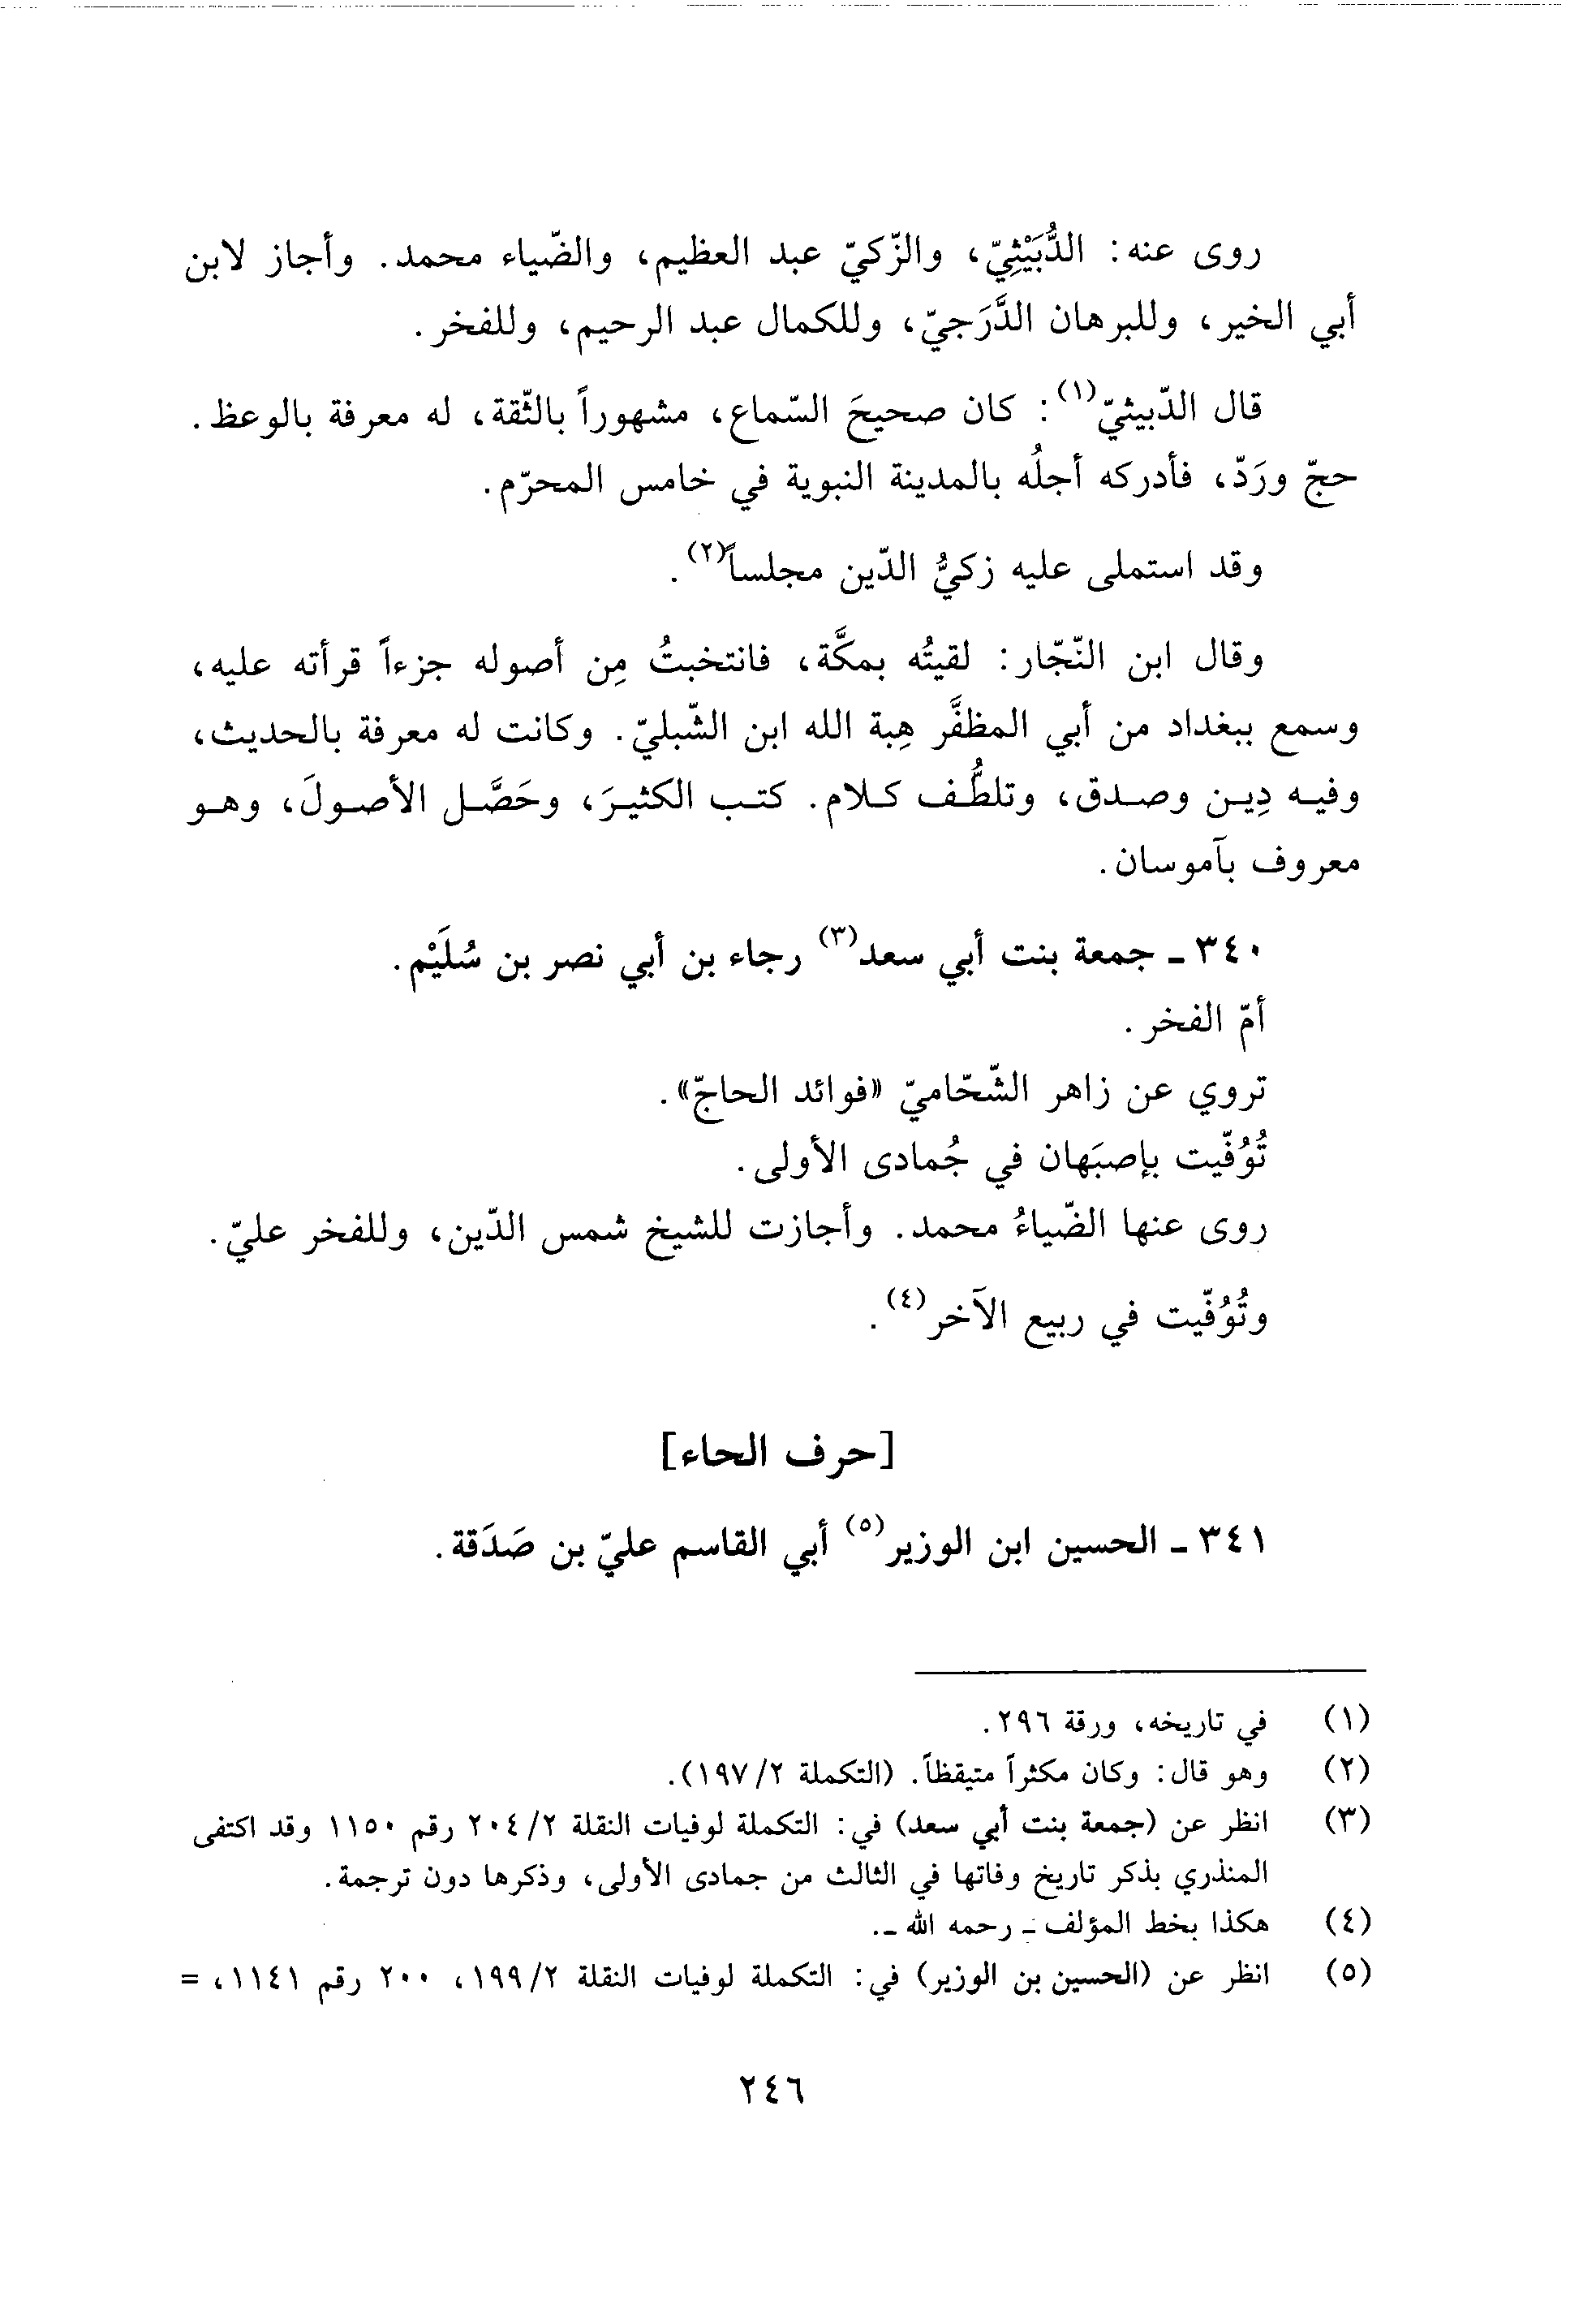 روى عنه: الدُّبَيْثِيّ، والزّكيّ عبد العظيم، والضّياء محمد. وأجاز لابن
أبي الخير، وللبرهان الدَّرَجيّ، وللكمال عبد الرحيم، وللفخر.
قال الدّبيثيّ(١): كان صحيحَ السّماع، مشهوراً بالثّقة، له معرفة بالوعظ.
حجّ ورَدّ، فأدركه أجلُه بالمدينة النبوية في خامس المحرّم.
وقد استملى عليه زكيُّ الدّين مجلساً(٢).
وقال ابن النّجّار: لقيتُه بمكَّة، فانتخبتُ مِن أصوله جزءاً قرأته عليه،
وسمع ببغداد من أبي المظفَّر هِبة الله ابن الشّبليّ. وكانت له معرفة بالحديث،
وفيه دِين وصدق، وتلطُّف كلام. كتب الكثيرَ، وحَصَّل الأصولَ، وهو
معروف بآموسان.
٣٤٠ ـ جمعة بنت أبي سعد(٣) رجاء بن أبي نصر بن سُلَيْم.
أمّ الفخر.
تروي عن زاهر الشّحّاميّ «فوائد الحاجّ».
تُوُفّيت بإصبَهان في جُمادى الأولى.
روى عنها الضّياءُ محمد. وأجازت للشيخ شمس الدّين، وللفخر عليّ.
وتُوُفّيت في ربيع الآخر(٤).
[حرف الحاء]
٣٤١ ـ الحسين ابن الوزير(٥) أبي القاسم عليّ بن صَدَقة.
(١) في تاريخه، ورقة ٢٩٦.
(٢) وهو قال: وكان مكثراً متيقظاً. (التكملة ٢/١٩٧).
(٣) انظر عن (جمعة بنت أبي سعد) في: التكملة لوفيات النقلة ٢/٢٠٤ رقم ١١٥٠ وقد اكتفى
المنذري بذكر تاريخ وفاتها في الثالث من جمادى الأولى، وذكرها دون ترجمة.
(٤) هكذا بخط المؤلف ـ رحمه الله ـ.
(٥) انظر عن (الحسين بن الوزير) في: التكملة لوفيات النقلة ٢/١٩٩، ٢٠٠ رقم ١١٤١، =
٢٤٦